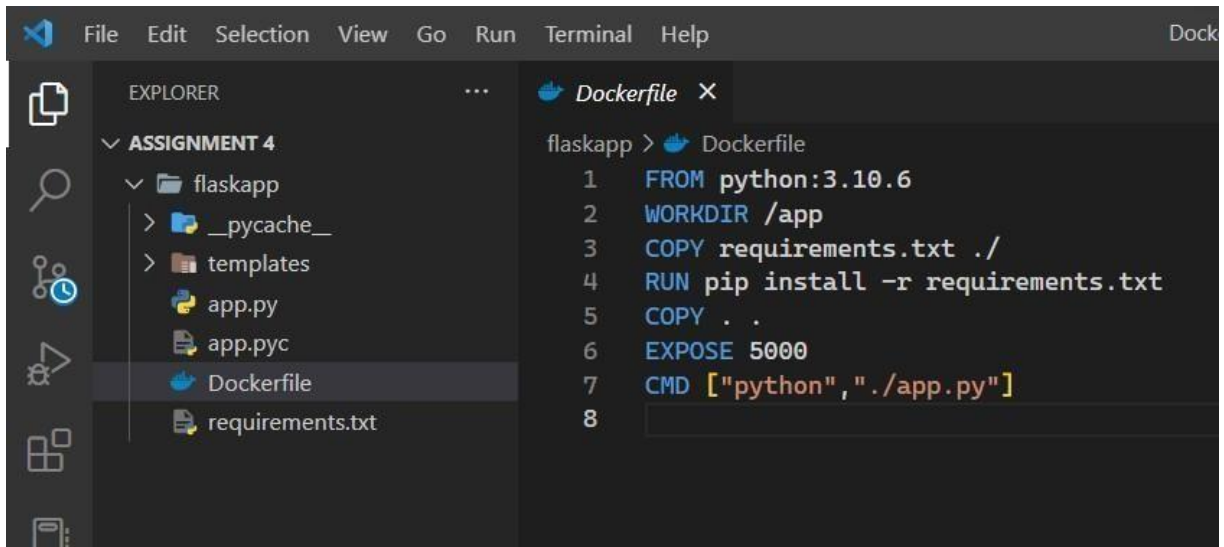 File Edit Selection View Go Run Terminal Help
EXPLORER ...
ASSIGNMENT 4
flaskapp
__pycache__
templates
app.py
app.pyc
Dockerfile
requirements.txt
Dockerfile
flaskapp > Dockerfile
1 FROM python:3.10.6
2 WORKDIR /app
3 COPY requirements.txt ./
4 RUN pip install -r requirements.txt
5 COPY . .
6 EXPOSE 5000
7 CMD ["python","./app.py"]
8